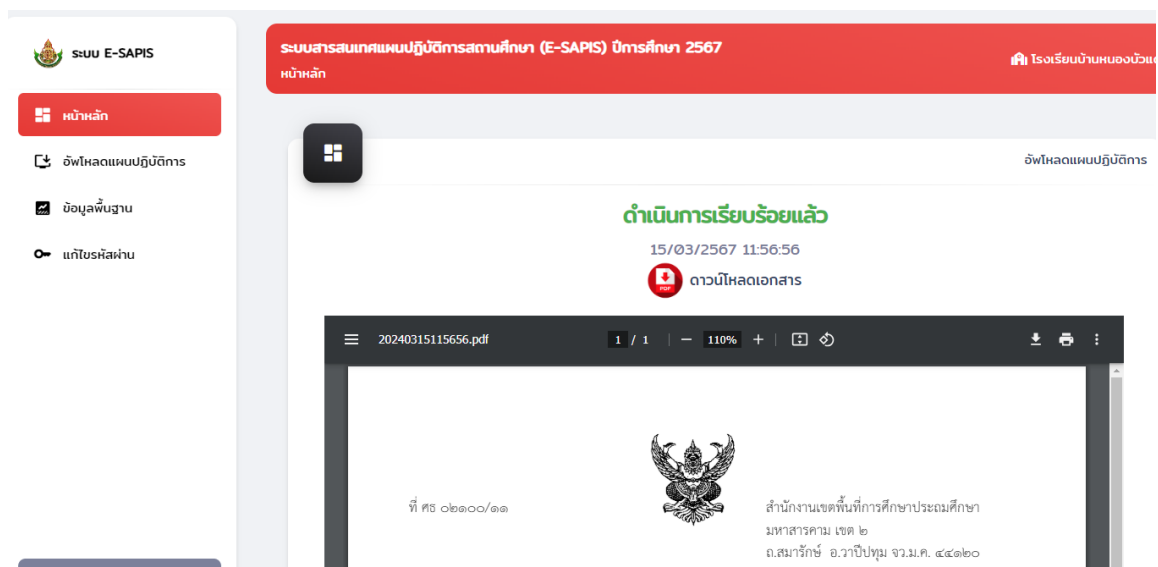 ระบบ E-SAPIS
หน้าหลัก
อัพโหลดแผนปฏิบัติการ
ข้อมูลพื้นฐาน
แก้ไขรหัสผ่าน
ระบบสารสนเทศแผนปฏิบัติการสถานศึกษา (E-SAPIS) ปีการศึกษา 2567
หน้าหลัก
โรงเรียนบ้านหนองบัวแ
อัพโหลดแผนปฏิบัติการ
ดำเนินการเรียบร้อยแล้ว
15/03/2567 11:56:56
PDF ดาวน์โหลดเอกสาร
20240315115656.pdf 1 / 1 110%
ที่ ศธ ๐๒๑๐๐/๑๑
สำนักงานเขตพื้นที่การศึกษาประถมศึกษา
มหาสารคาม เขต ๒
ถ.สมารักษ์ อ.วาปีปทุม จว.ม.ค. ๔๔๑๒๐